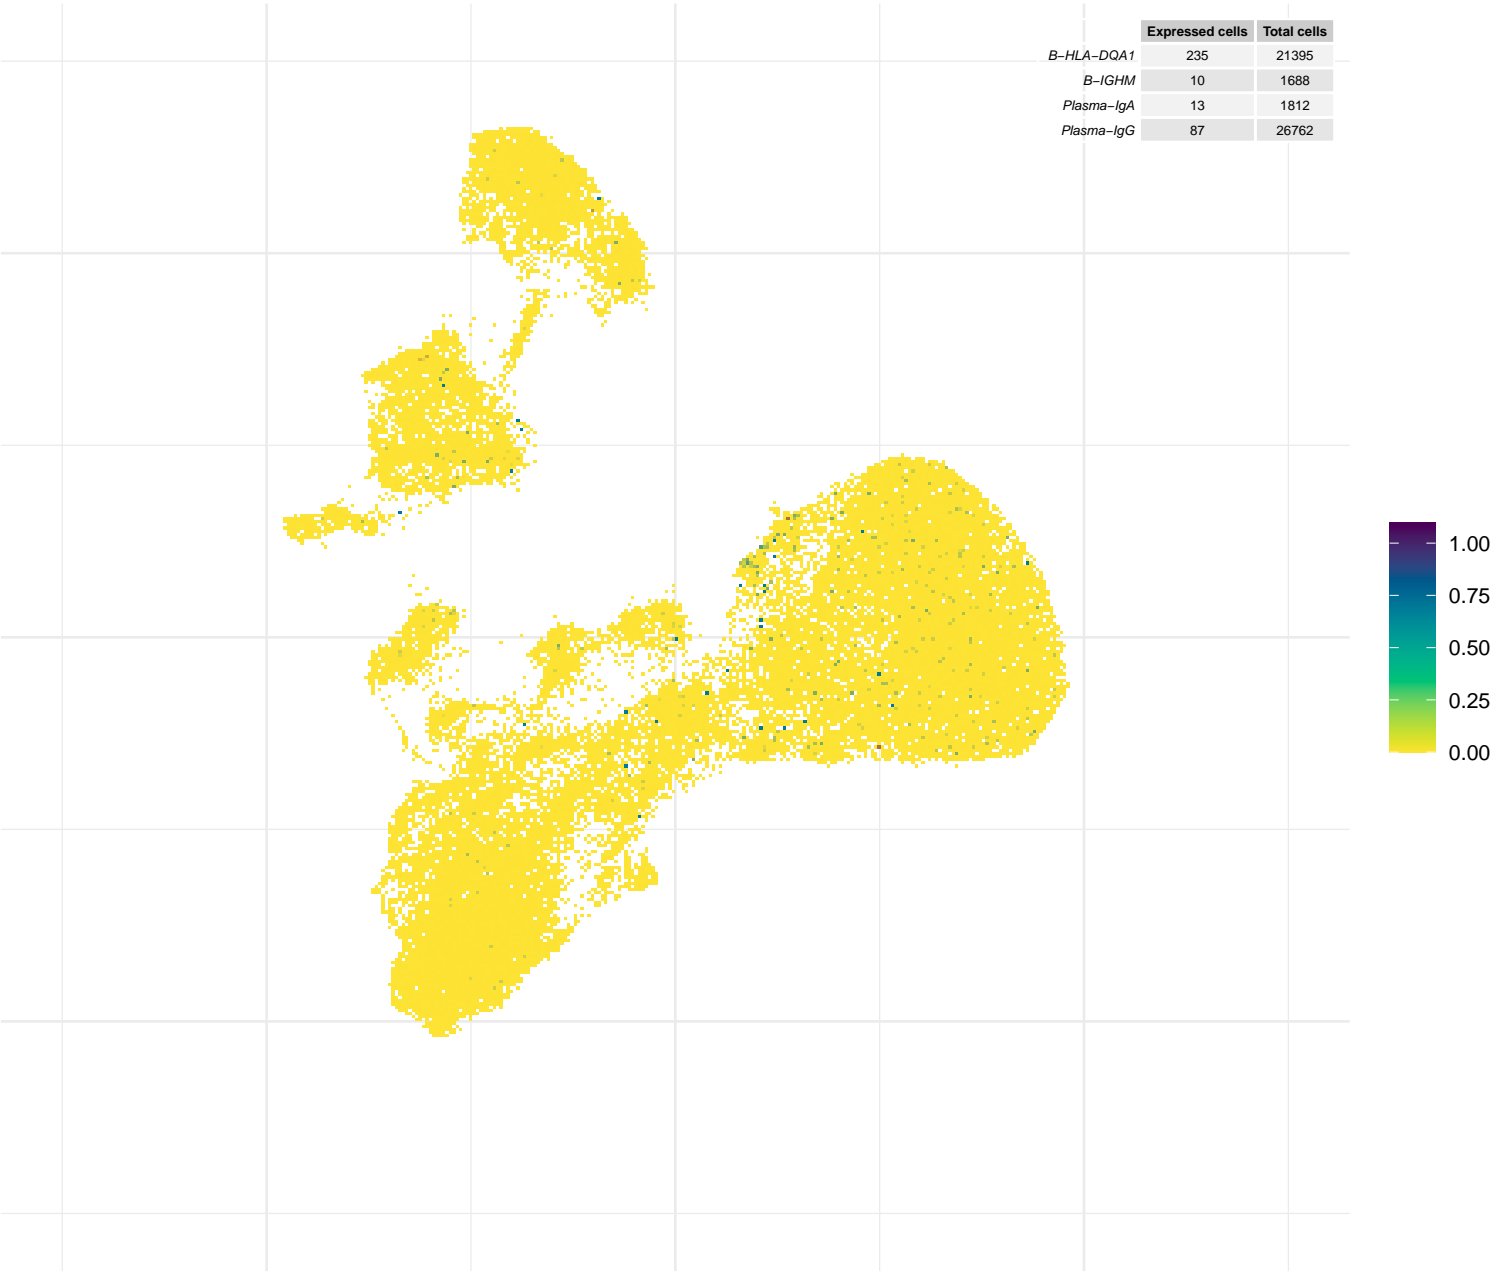 Expressed cells Total cells
B−HLA−DQA1 235 21395
B−IGHM 10 1688
Plasma−IgA 13 1812
Plasma−IgG 87 26762
1.00
0.75
0.50
0.25
0.00